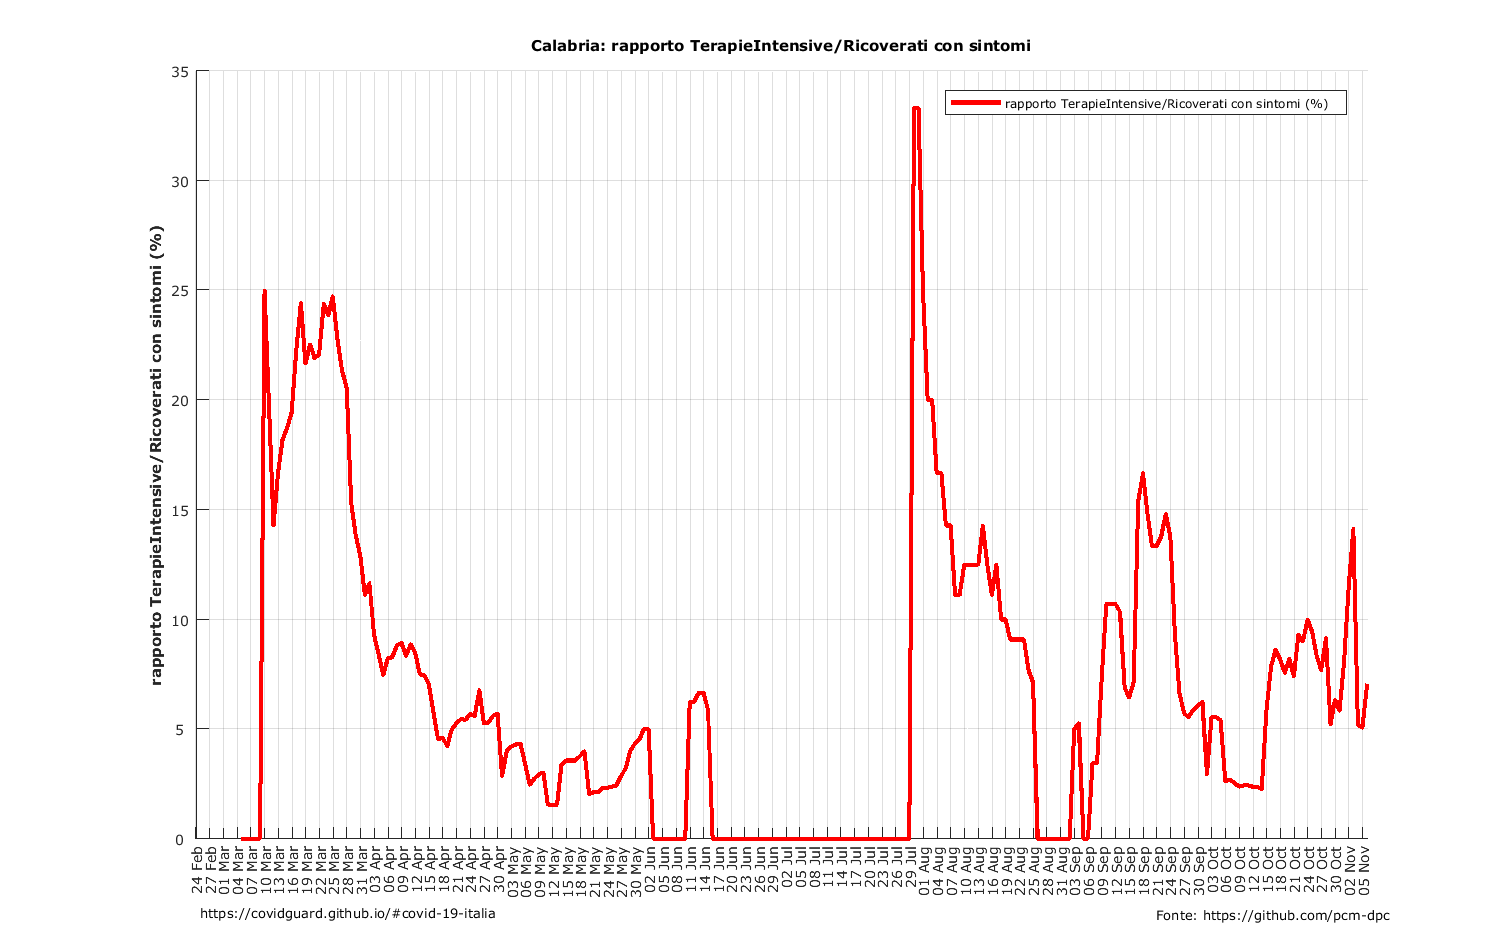 Calabria: rapporto TerapieIntensive/Ricoverati con sintomi
rapporto TerapieIntensive/Ricoverati con sintomi (%)
rapporto TerapieIntensive/Ricoverati con sintomi (%)
35
30
25
20
15
10
5
0
24 Feb
27 Feb
01 Mar
04 Mar
07 Mar
10 Mar
13 Mar
16 Mar
19 Mar
22 Mar
25 Mar
28 Mar
31 Mar
03 Apr
06 Apr
09 Apr
12 Apr
15 Apr
18 Apr
21 Apr
24 Apr
27 Apr
30 Apr
03 May
06 May
09 May
12 May
15 May
18 May
21 May
24 May
27 May
30 May
02 Jun
05 Jun
08 Jun
11 Jun
14 Jun
17 Jun
20 Jun
23 Jun
26 Jun
29 Jun
02 Jul
05 Jul
08 Jul
11 Jul
14 Jul
17 Jul
20 Jul
23 Jul
26 Jul
29 Jul
01 Aug
04 Aug
07 Aug
10 Aug
13 Aug
16 Aug
19 Aug
22 Aug
25 Aug
28 Aug
31 Aug
03 Sep
06 Sep
09 Sep
12 Sep
15 Sep
18 Sep
21 Sep
24 Sep
27 Sep
30 Sep
03 Oct
06 Oct
09 Oct
12 Oct
15 Oct
18 Oct
21 Oct
24 Oct
27 Oct
30 Oct
02 Nov
05 Nov
https://covidguard.github.io/#covid-19-italia
Fonte: https://github.com/pcm-dpc